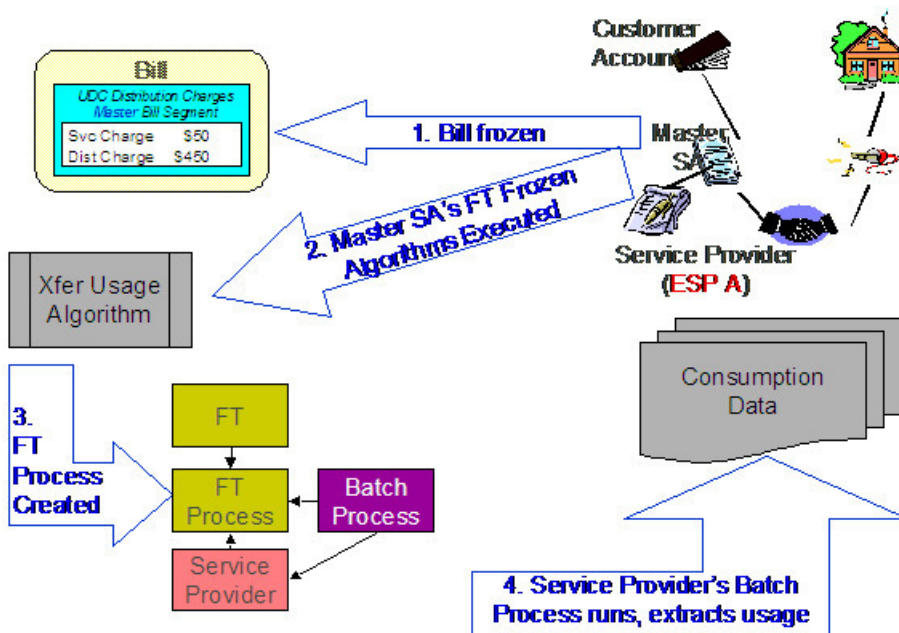 Bill
UDC Distribution Charges
Master Bill Segment
Svc Charge $50
Dist Charge $450
Customer
Account
1. Bill frozen
Master
SA
2. Master SA's FT Frozen
Algorithms Executed
Service Provider
(ESP A)
Xfer Usage
Algorithm
Consumption
Data
3.
FT
Process
Created
FT
FT
Process
Batch
Process
Service
Provider
4. Service Provider's Batch
Process runs, extracts usage